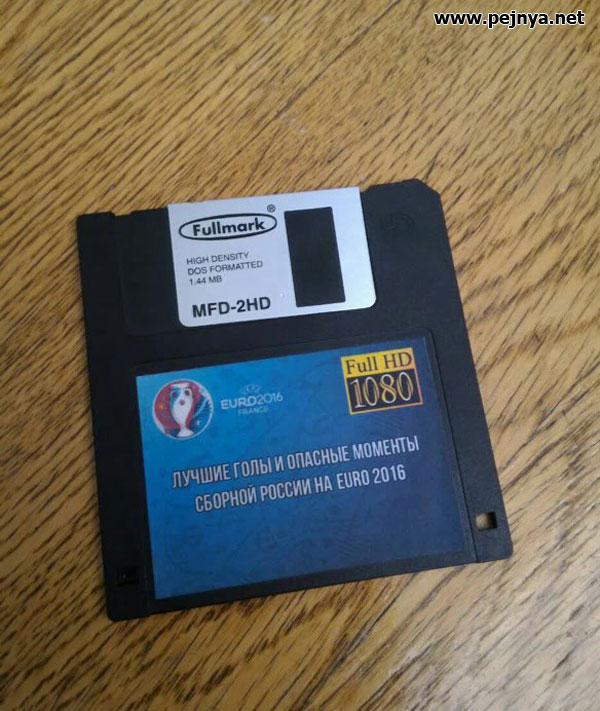 www.pejnya.net
Fullmark®
HIGH DENSITY
DOS FORMATTED
1.44 MB
MFD-2HD
Full HD
1080
EURO2016
FRANCE
ЛУЧШИЕ ГОЛЫ И ОПАСНЫЕ МОМЕНТЫ
СБОРНОЙ РОССИИ НА EURO 2016